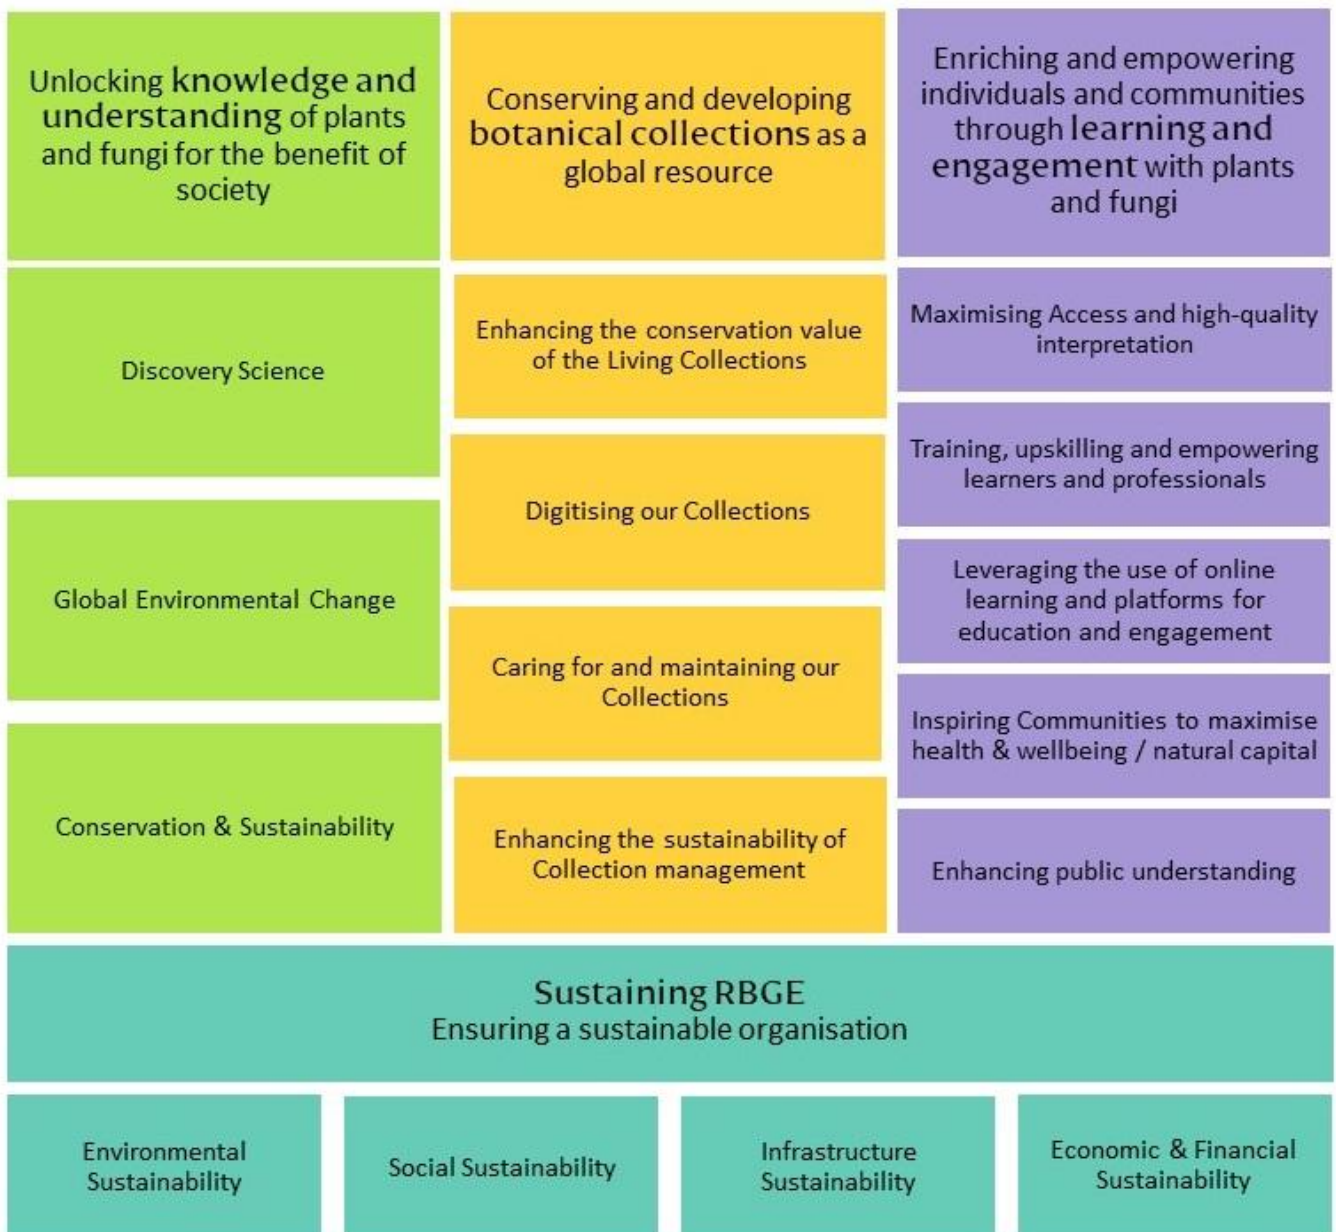 Unlocking knowledge and
understanding of plants
and fungi for the benefit of
society
Discovery Science
Global Environmental Change
Conservation & Sustainability
Conserving and developing
botanical collections as a
global resource
Enhancing the conservation value
of the Living Collections
Digitising our Collections
Caring for and maintaining our
Collections
Enhancing the sustainability of
Collection management
Enriching and empowering
individuals and communities
through learning and
engagement with plants
and fungi
Maximising Access and high-quality
interpretation
Training, upskilling and empowering
learners and professionals
Leveraging the use of online
learning and platforms for
education and engagement
Inspiring Communities to maximise
health & wellbeing / natural capital
Enhancing public understanding
Sustaining RBGE
Ensuring a sustainable organisation
Environmental
Sustainability
Social Sustainability
Infrastructure
Sustainability
Economic & Financial
Sustainability